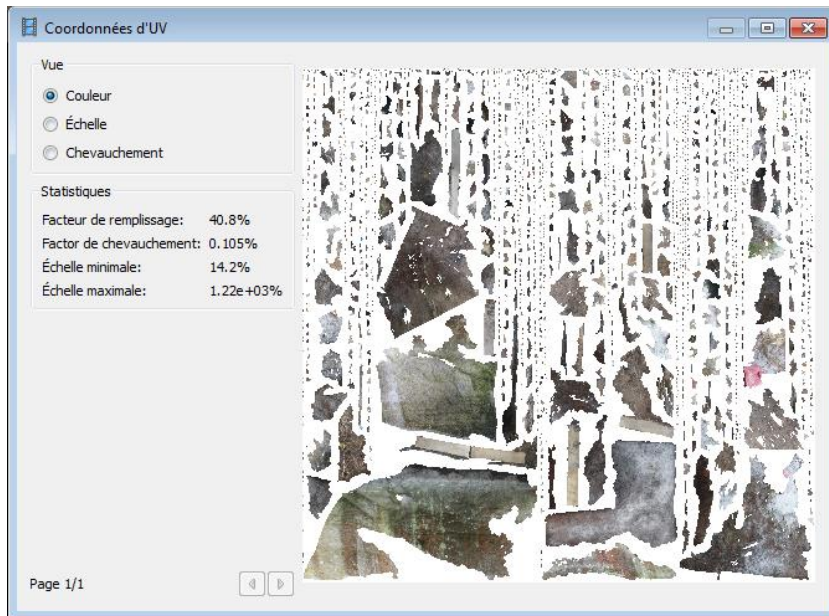 Coordonnées d'UV
Vue
Couleur
Échelle
Chevauchement
Statistiques
Facteur de remplissage: 40.8%
Factor de chevauchement: 0.105%
Échelle minimale: 14.2%
Échelle maximale: 1.22e+03%
Page 1/1